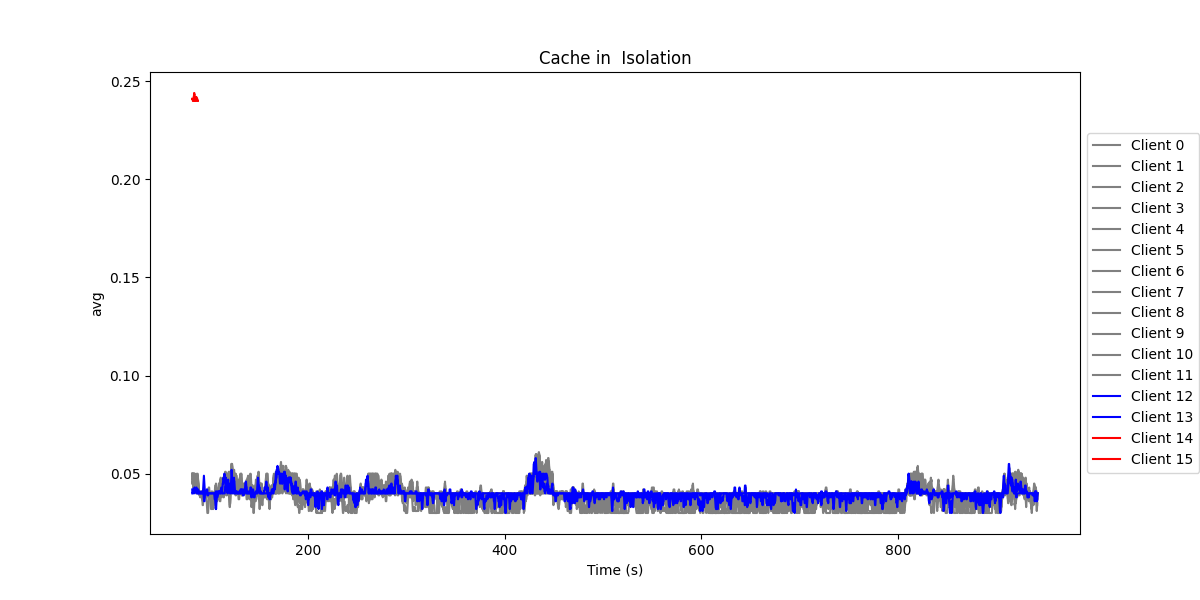 Cache in  Isolation
0.25
0.20
0.15
0.10
0.05
avg
200
400
600
800
Time (s)
Client 0
Client 1
Client 2
Client 3
Client 4
Client 5
Client 6
Client 7
Client 8
Client 9
Client 10
Client 11
Client 12
Client 13
Client 14
Client 15